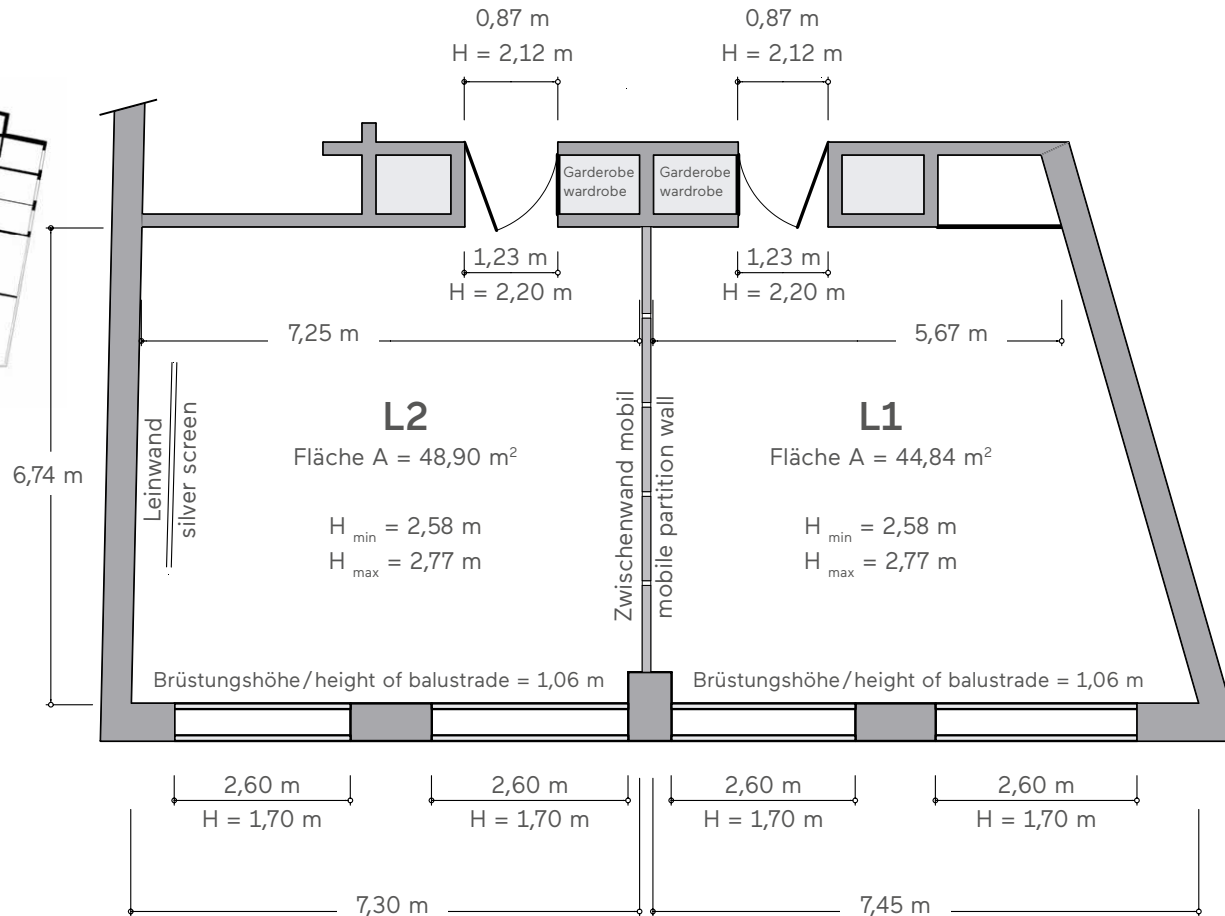 0,87 m
H = 2,12 m
0,87 m
H = 2,12 m
Garderobe
wardrobe
Garderobe
wardrobe
1,23 m
H = 2,20 m
1,23 m
H = 2,20 m
7,25 m
5,67 m
6,74 m
Leinwand
silver screen
L2
Fläche A = 48,90 m²
H min = 2,58 m
H max = 2,77 m
Zwischenwand mobil
mobile partition wall
L1
Fläche A = 44,84 m²
H min = 2,58 m
H max = 2,77 m
Brüstungshöhe/height of balustrade = 1,06 m
Brüstungshöhe/height of balustrade = 1,06 m
2,60 m
H = 1,70 m
2,60 m
H = 1,70 m
2,60 m
H = 1,70 m
2,60 m
H = 1,70 m
7,30 m
7,45 m